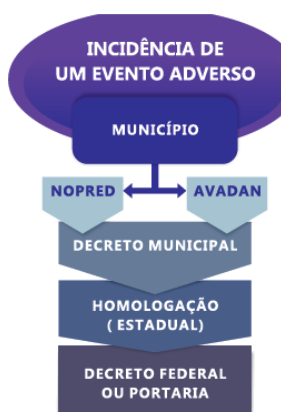 INCIDÊNCIA DE
UM EVENTO ADVERSO
MUNICÍPIO
NOPRED AVADAN
DECRETO MUNICIPAL
HOMOLOGAÇÃO
( ESTADUAL)
DECRETO FEDERAL
OU PORTARIA